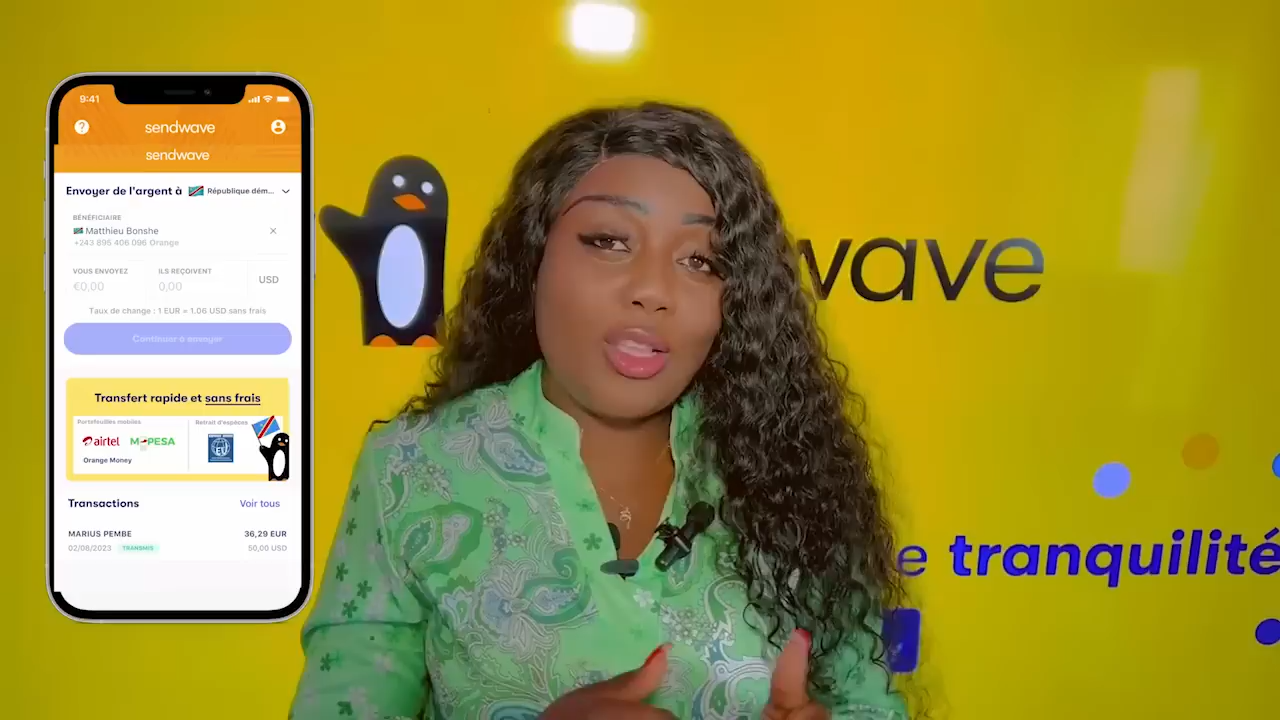 9:41
sendwave
sendwave
Envoyer de l'argent à République dém...
BÉNÉFICIAIRE
Matthieu Bonshe
+243 895 406 096 Orange
VOUS ENVOYEZ
ILS REÇOIVENT
€0,00
0,00
USD
Taux de change : 1 EUR = 1.06 USD sans frais
Continuer à envoyer
Transfert rapide et sans frais
Portefeuilles mobiles
Retrait d'espèces
airtel
M-PESA
Orange Money
Transactions
Voir tous
MARIUS PEMBE
36,29 EUR
02/08/2023
TRANSMIS
50,00 USD
wave
e tranquilité